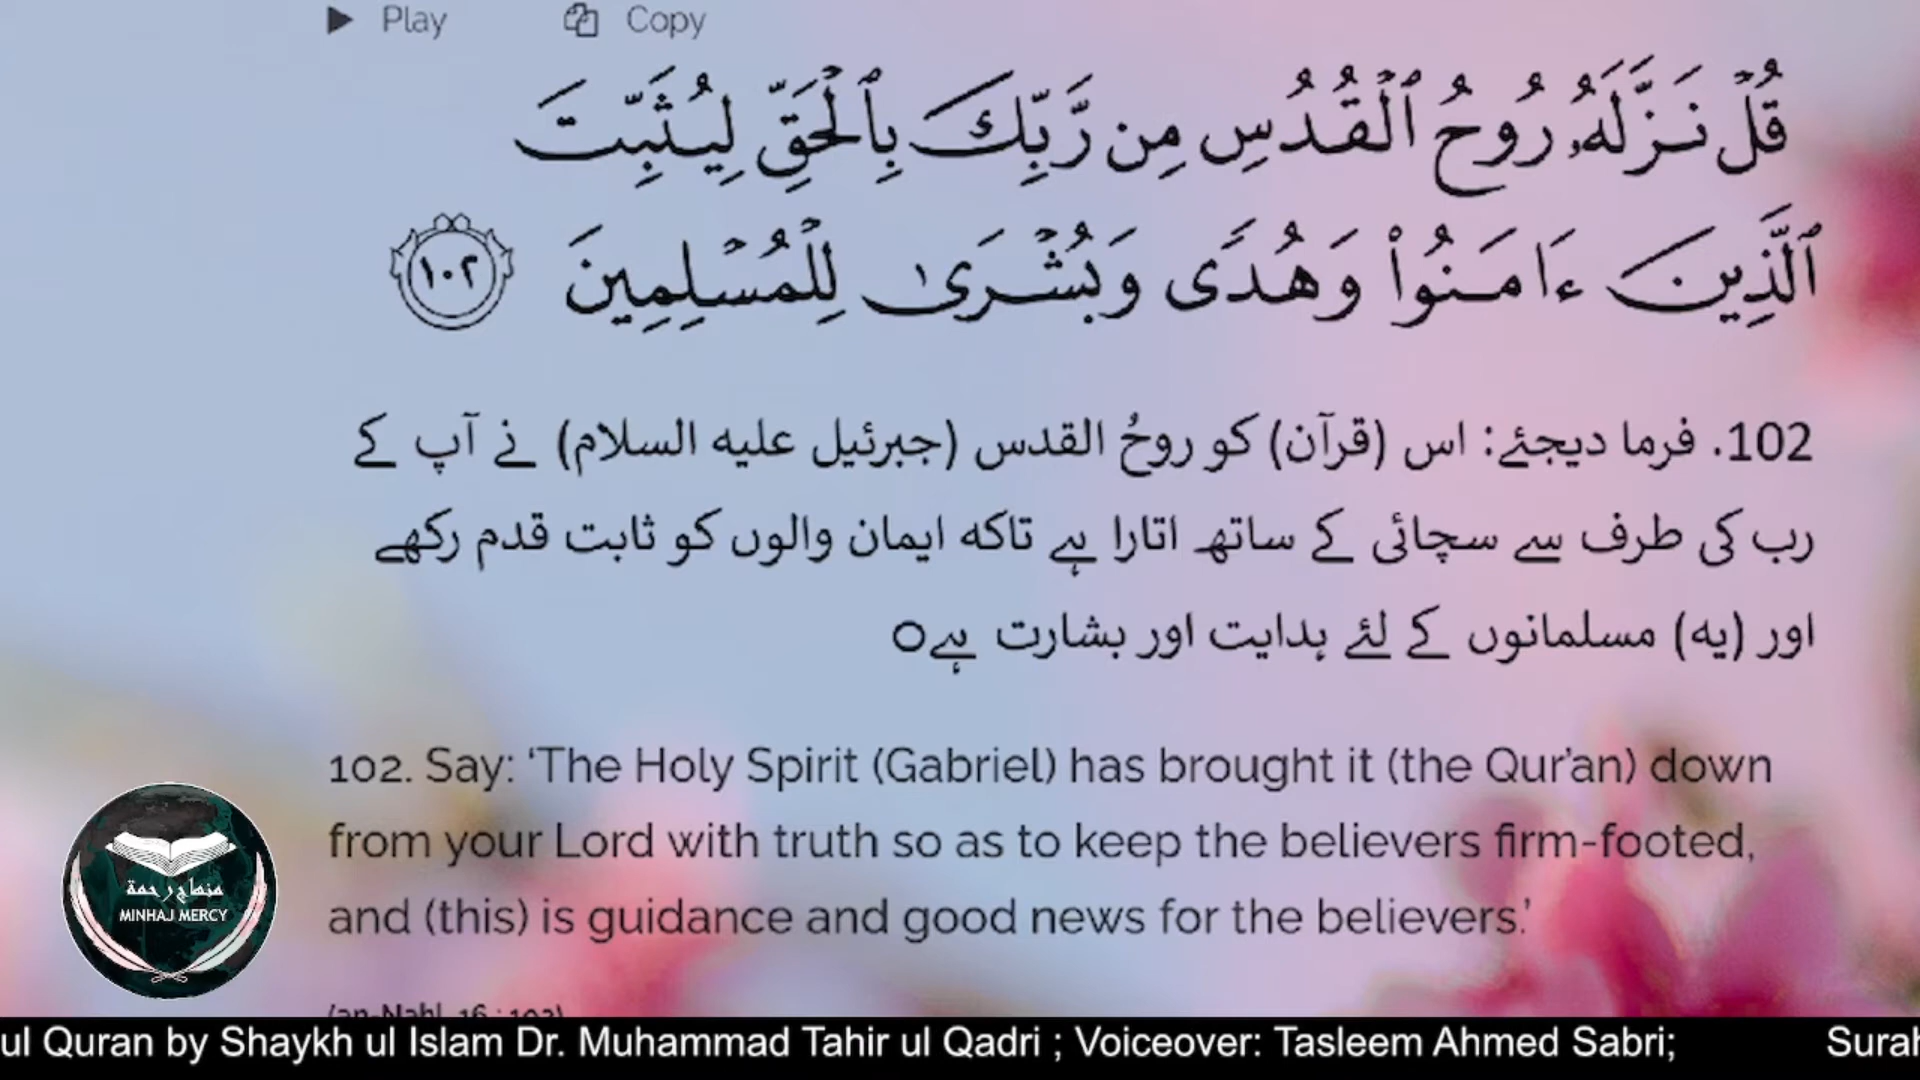 Play Copy
قُلْ نَزَّلَهُۥ رُوحُ ٱلْقُدُسِ مِن رَّبِّكَ بِٱلْحَقِّ لِيُثَبِّتَ
ٱلَّذِينَ ءَامَنُوا۟ وَهُدًى وَبُشْرَىٰ لِلْمُسْلِمِينَ ١٠٢
102. فرما دیجئے: اس (قرآن) کو روحُ القدس (جبرئیل علیہ السلام) نے آپ کے
رب کی طرف سے سچائی کے ساتھ اتارا ہے تاکہ ایمان والوں کو ثابت قدم رکھے
اور (یہ) مسلمانوں کے لئے ہدایت اور بشارت ہےo
102. Say: ‘The Holy Spirit (Gabriel) has brought it (the Qur’an) down
from your Lord with truth so as to keep the believers firm-footed,
and (this) is guidance and good news for the believers.’
(an-Nahl, 16 : 102)
منهاج رحمة
MINHAJ MERCY
ul Quran by Shaykh ul Islam Dr. Muhammad Tahir ul Qadri ; Voiceover: Tasleem Ahmed Sabri; Surah